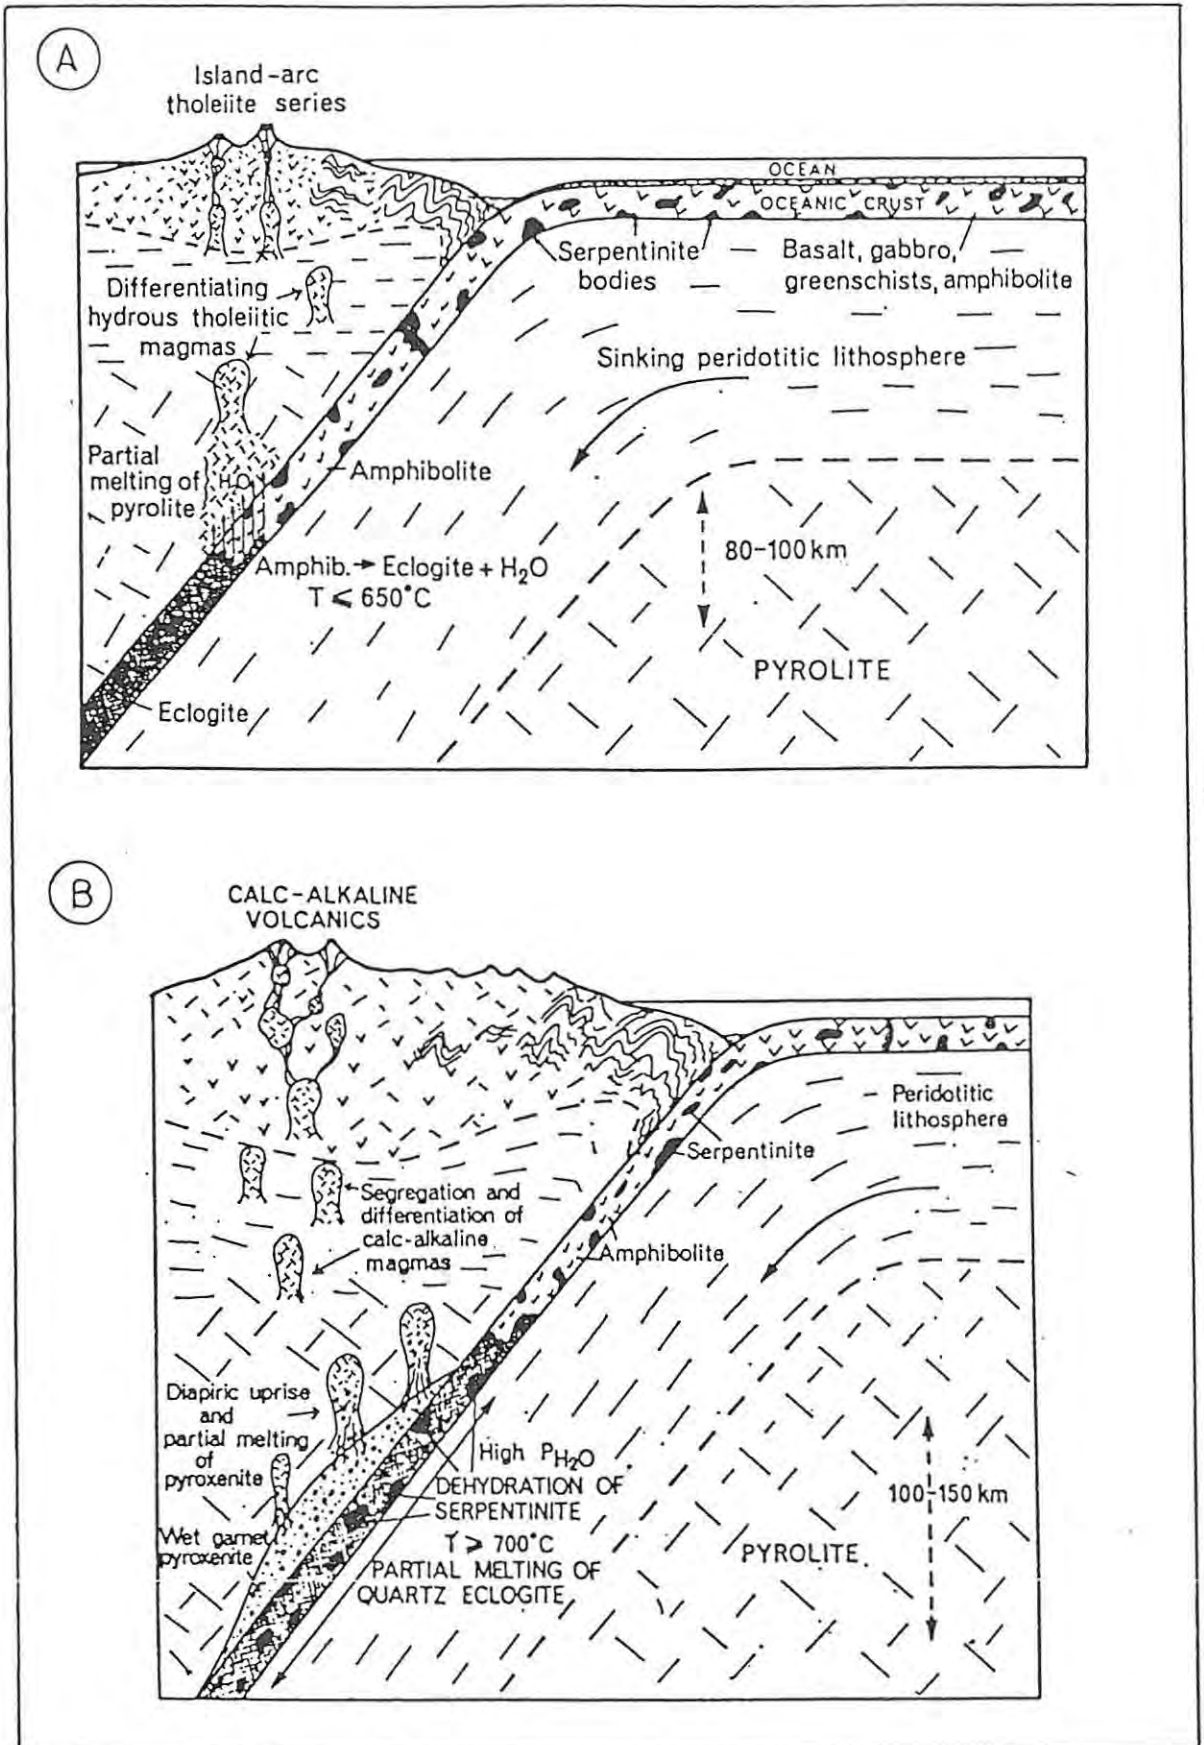 A
Island-arc
tholeiite series
OCEAN
OCEANIC CRUST
Serpentinite
bodies
Basalt, gabbro,
greenschists, amphibolite
Differentiating
hydrous tholeiitic
magmas
Sinking peridotitic lithosphere
Partial
melting of
pyrolite
H2O
Amphibolite
80-100km
Amphib.→ Eclogite + H₂O
T ⩽ 650°C
PYROLITE
Eclogite
B
CALC-ALKALINE
VOLCANICS
Peridotitic
lithosphere
Serpentinite
Segregation and
differentiation of
calc-alkaline
magmas
Amphibolite
Diapiric uprise
and
partial melting
of
pyroxenite
High PH₂O
DEHYDRATION OF
SERPENTINITE
T ⩾ 700°C
PARTIAL MELTING OF
QUARTZ ECLOGITE
100-150 km
Wet garnet
pyroxenite
PYROLITE